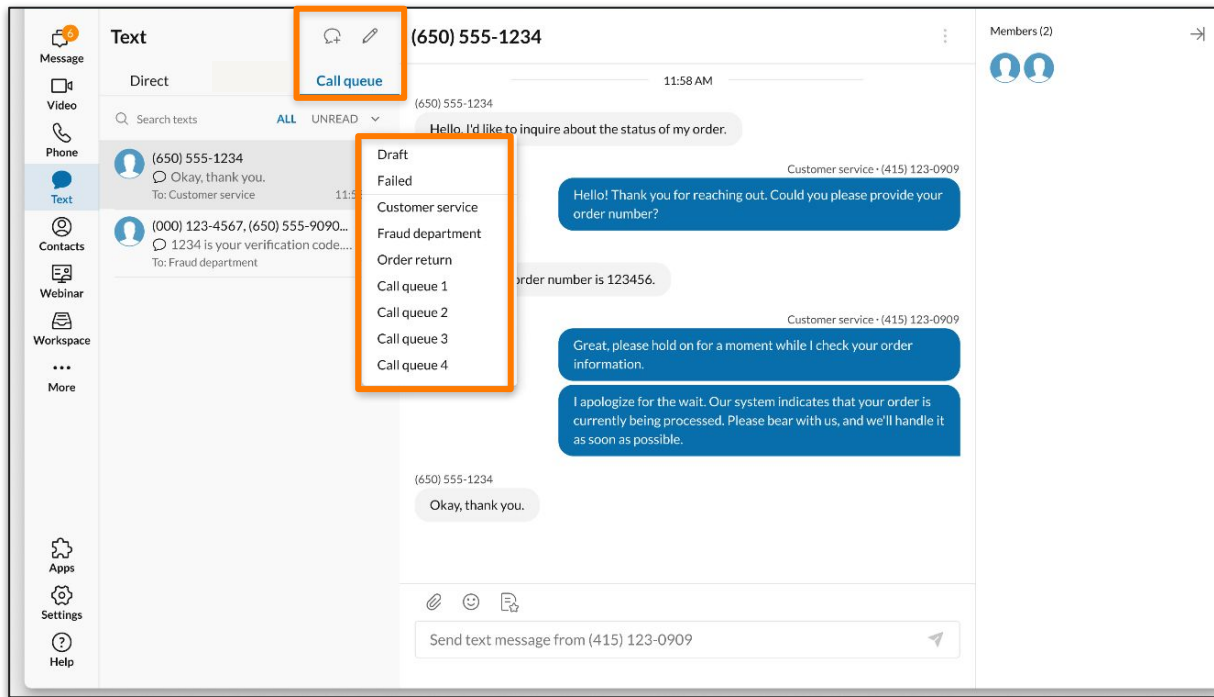 6
Message
Video
Phone
Text
Contacts
Webinar
Workspace
More
Apps
Settings
Help
Text
Direct
Call queue
Search texts
ALL UNREAD
(650) 555-1234
Okay, thank you.
To: Customer service 11:5
(000) 123-4567, (650) 555-9090...
1234 is your verification code....
To: Fraud department
Draft
Failed
Customer service
Fraud department
Order return
Call queue 1
Call queue 2
Call queue 3
Call queue 4
(650) 555-1234
11:58 AM
(650) 555-1234
Hello, I'd like to inquire about the status of my order.
Customer service · (415) 123-0909
Hello! Thank you for reaching out. Could you please provide your
order number?
order number is 123456.
Customer service · (415) 123-0909
Great, please hold on for a moment while I check your order
information.
I apologize for the wait. Our system indicates that your order is
currently being processed. Please bear with us, and we'll handle it
as soon as possible.
(650) 555-1234
Okay, thank you.
Send text message from (415) 123-0909
Members (2)